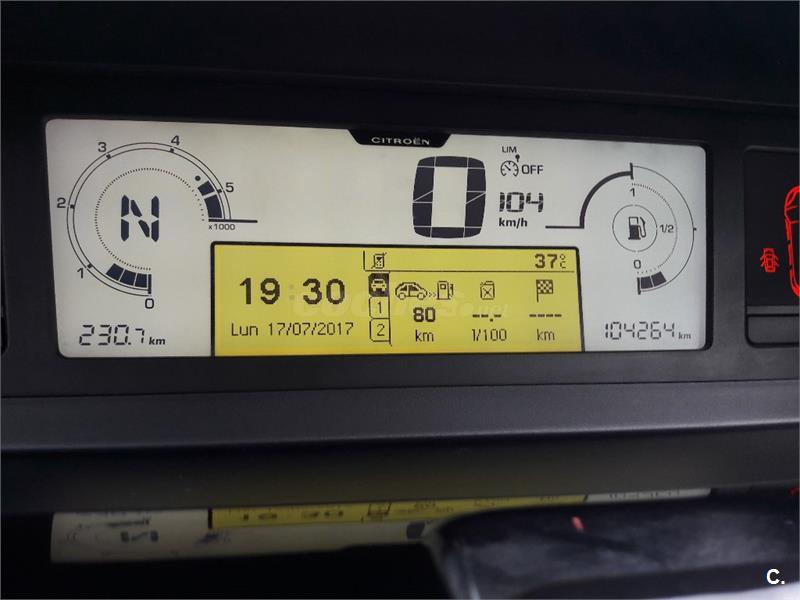 CITROËN
LIM
OFF
104
km/h
0
N
0
1
2
3
4
5
x1000
1
1/2
0
37°C
19:30
Lun 17/07/2017
1
2
80
km
--.-
1/100
----
km
230.7 km
104264 km
C.